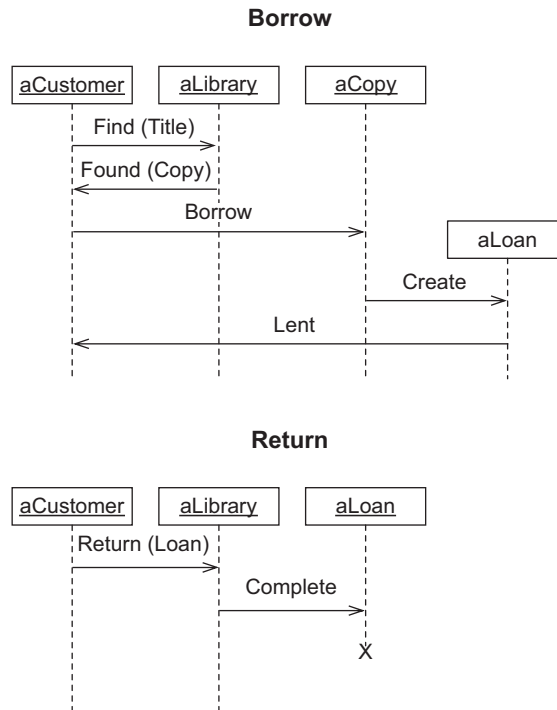 Borrow
aCustomer aLibrary aCopy
Find (Title)
Found (Copy)
Borrow
aLoan
Create
Lent
Return
aCustomer aLibrary aLoan
Return (Loan)
Complete
X